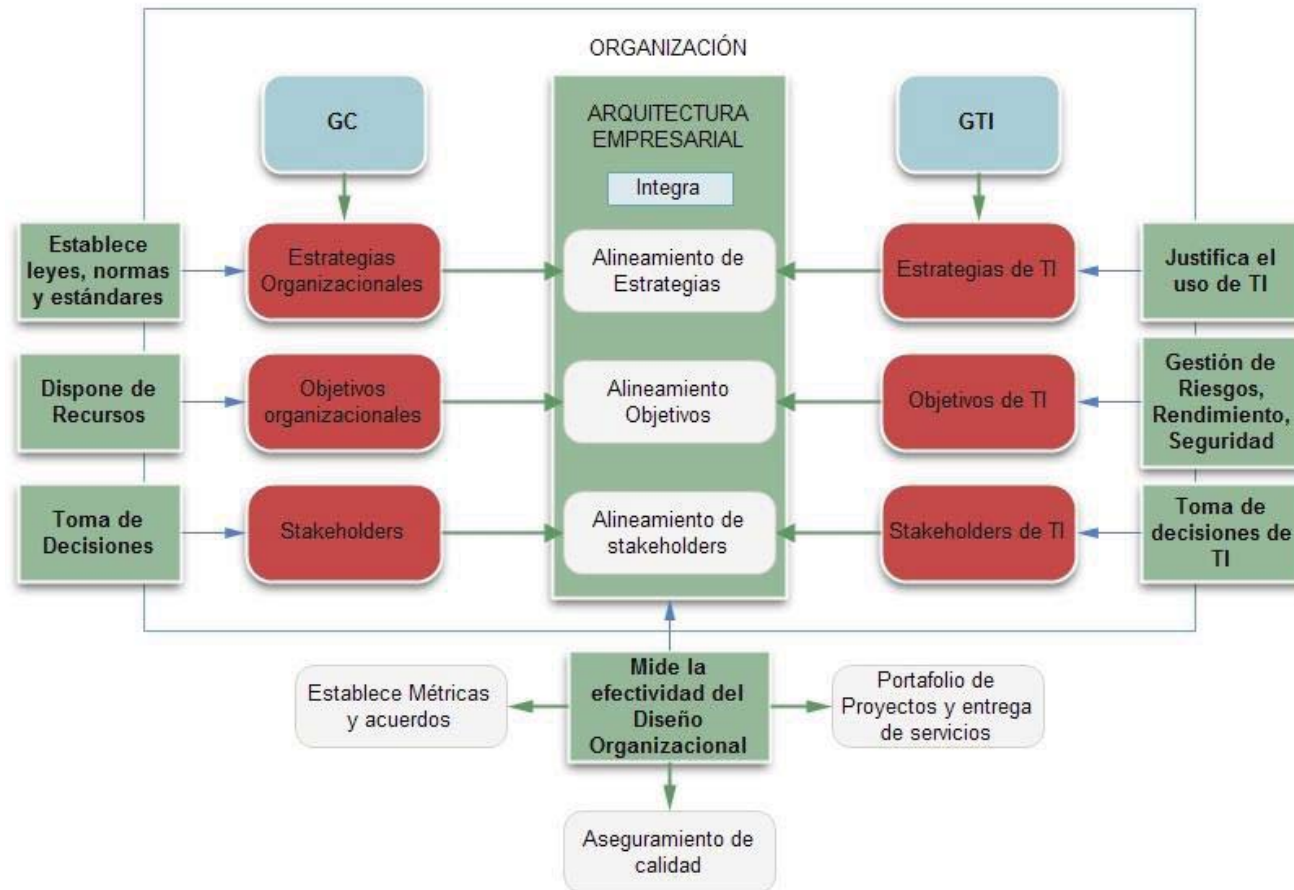 ORGANIZACIÓN
GC
ARQUITECTURA
EMPRESARIAL
GTI
Integra
Establece
leyes, normas
y estándares
Estrategias
Organizacionales
Alineamiento de
Estrategias
Estrategias de TI
Justifica el
uso de TI
Dispone de
Recursos
Objetivos
organizacionales
Alineamiento
Objetivos
Objetivos de TI
Gestión de
Riesgos,
Rendimiento,
Seguridad
Toma de
Decisiones
Stakeholders
Alineamiento de
stakeholders
Stakeholders de TI
Toma de
decisiones de
TI
Establece Métricas
y acuerdos
Mide la
efectividad del
Diseño
Organizacional
Portafolio de
Proyectos y entrega
de servicios
Aseguramiento de
calidad